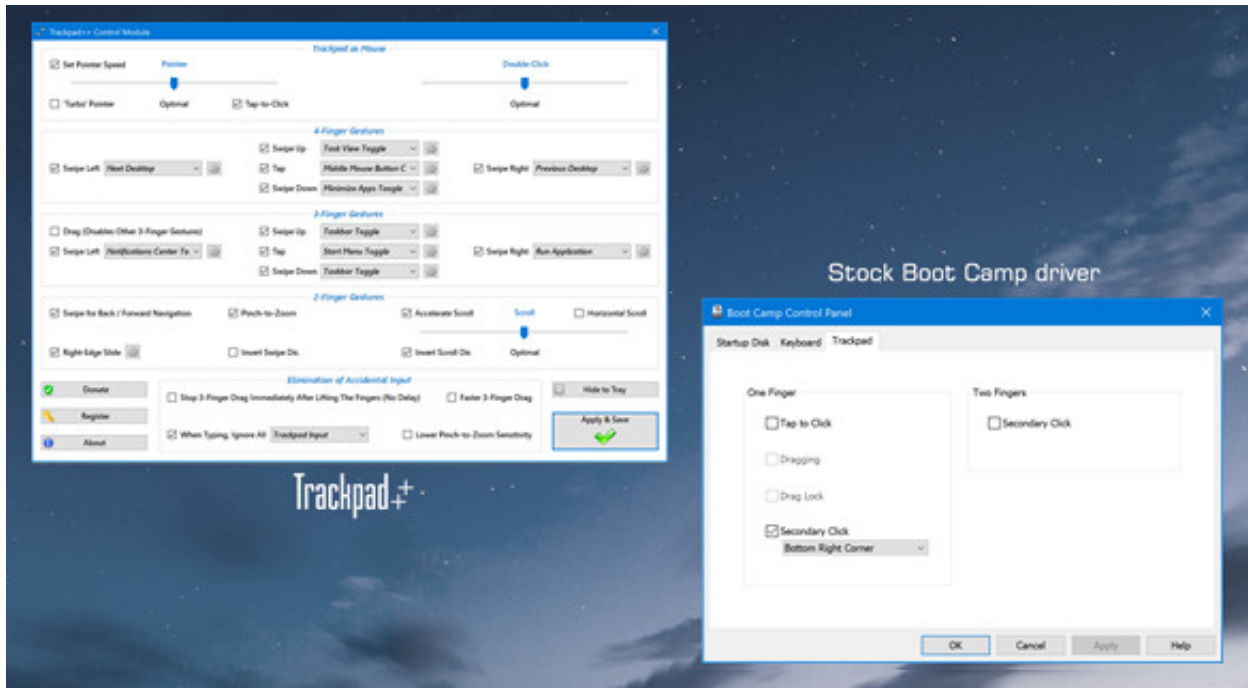 Trackpad++ Control Module
Trackpad as Mouse
Set Pointer Speed Pointer Double-Click
'Turbo' Pointer Optimal Tap-to-Click Optimal
4-Finger Gestures
Swipe Up Task View Toggle
Swipe Left Next Desktop Tap Middle Mouse Button C Swipe Right Previous Desktop
Swipe Down Minimize Apps Toogle
3-Finger Gestures
Drag (Disables Other 3-Finger Gestures) Swipe Up Taskbar Toggle
Swipe Left Notifications Center To Tap Start Menu Toggle Swipe Right Run Application
Swipe Down Taskbar Toggle
2-Finger Gestures
Swipe for Back / Forward Navigation Pinch-to-Zoom Accelerate Scroll Scroll Horizontal Scroll
Right-Edge Slide Invert Swipe Dir. Invert Scroll Dir. Optimal
Elimination of Accidental Input
Donate Stop 3-Finger Drag Immediately After Lifting The Fingers (No Delay) Faster 3-Finger Drag Hide to Tray
Register
When Typing, Ignore All Trackpad Input Lower Pinch-to-Zoom Sensitivity Apply & Save
About
Trackpad++
Stock Boot Camp driver
Boot Camp Control Panel
Startup Disk Keyboard Trackpad
One Finger Two Fingers
Tap to Click Secondary Click
Dragging
Drag Lock
Secondary Click
Bottom Right Corner
OK Cancel Apply Help